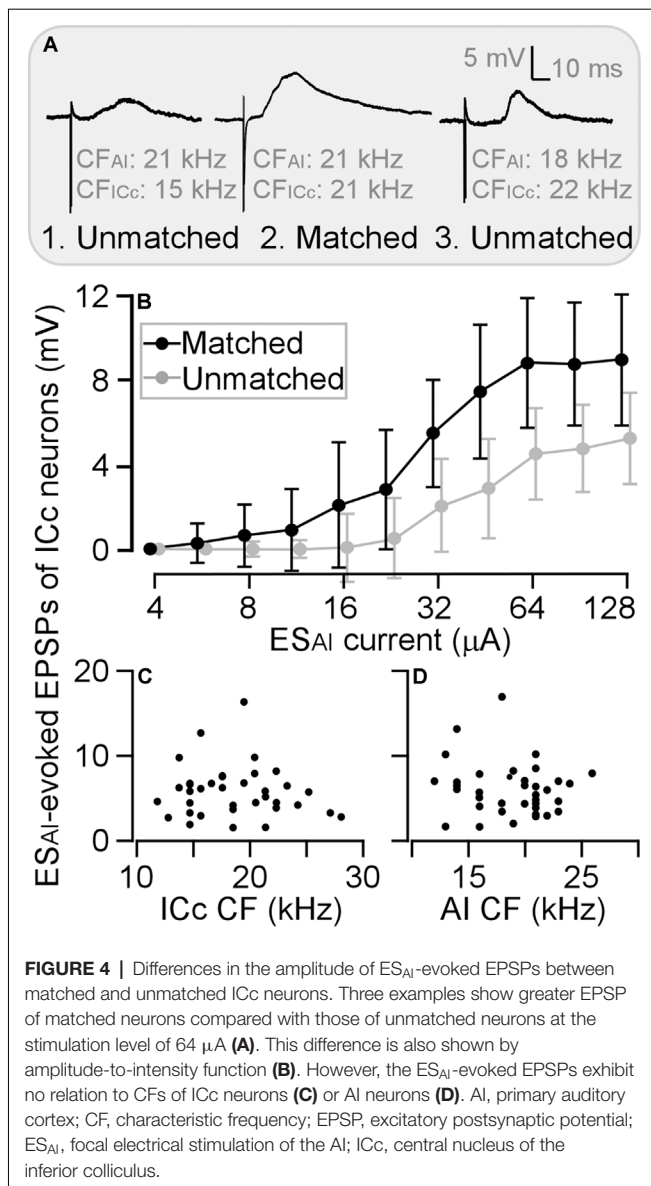 A
5 mV
10 ms
CFAI: 21 kHz
CFICc: 15 kHz
CFAI: 21 kHz
CFICc: 21 kHz
CFAI: 18 kHz
CFICc: 22 kHz
1. Unmatched
2. Matched
3. Unmatched
ESAI-evoked EPSPs of ICc neurons (mV)
B
12
8
4
0
Matched
Unmatched
4 8 16 32 64 128
ESAI current (μA)
C
20
10
0
10 20 30
ICc CF (kHz)
D
15 25
AI CF (kHz)
FIGURE 4 | Differences in the amplitude of ESAI-evoked EPSPs between
matched and unmatched ICc neurons. Three examples show greater EPSP
of matched neurons compared with those of unmatched neurons at the
stimulation level of 64 μA (A). This difference is also shown by
amplitude-to-intensity function (B). However, the ESAI-evoked EPSPs exhibit
no relation to CFs of ICc neurons (C) or AI neurons (D). AI, primary auditory
cortex; CF, characteristic frequency; EPSP, excitatory postsynaptic potential;
ESAI, focal electrical stimulation of the AI; ICc, central nucleus of the
inferior colliculus.